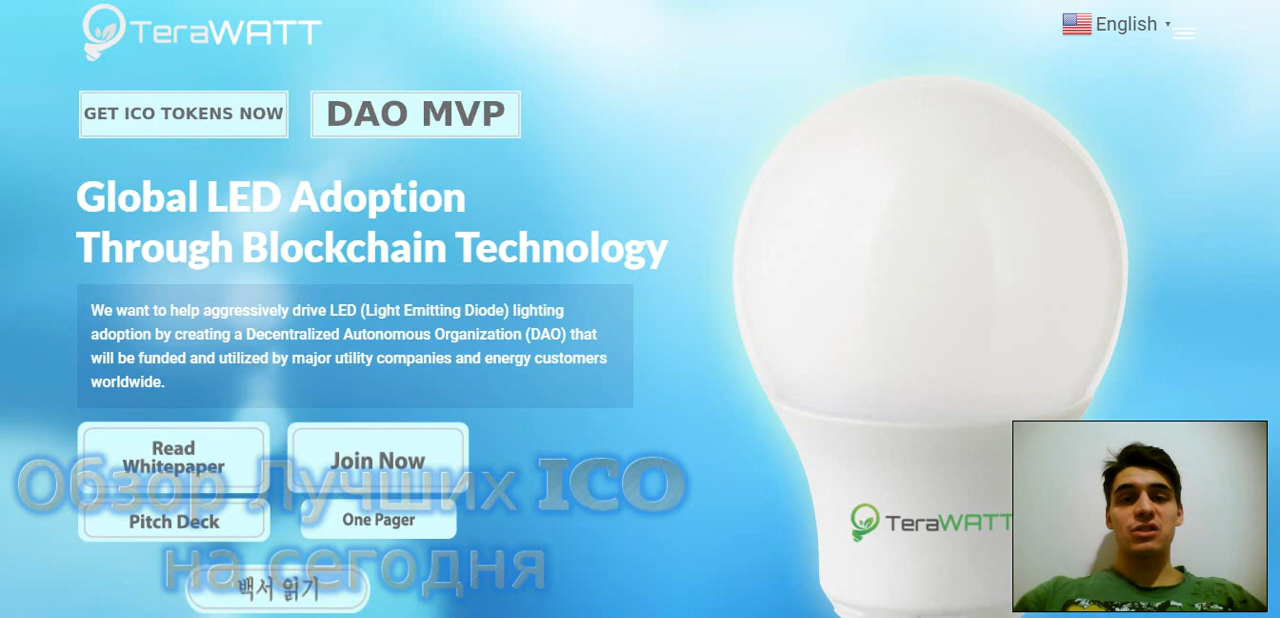 TeraWATT
English
GET ICO TOKENS NOW
DAO MVP
Global LED Adoption
Through Blockchain Technology
We want to help aggressively drive LED (Light Emitting Diode) lighting
adoption by creating a Decentralized Autonomous Organization (DAO) that
will be funded and utilized by major utility companies and energy customers
worldwide.
Read
Whitepaper
Join Now
Обзор Лучших ICO
Pitch Deck
One Pager
на сегодня
백서 읽기
TeraWATT